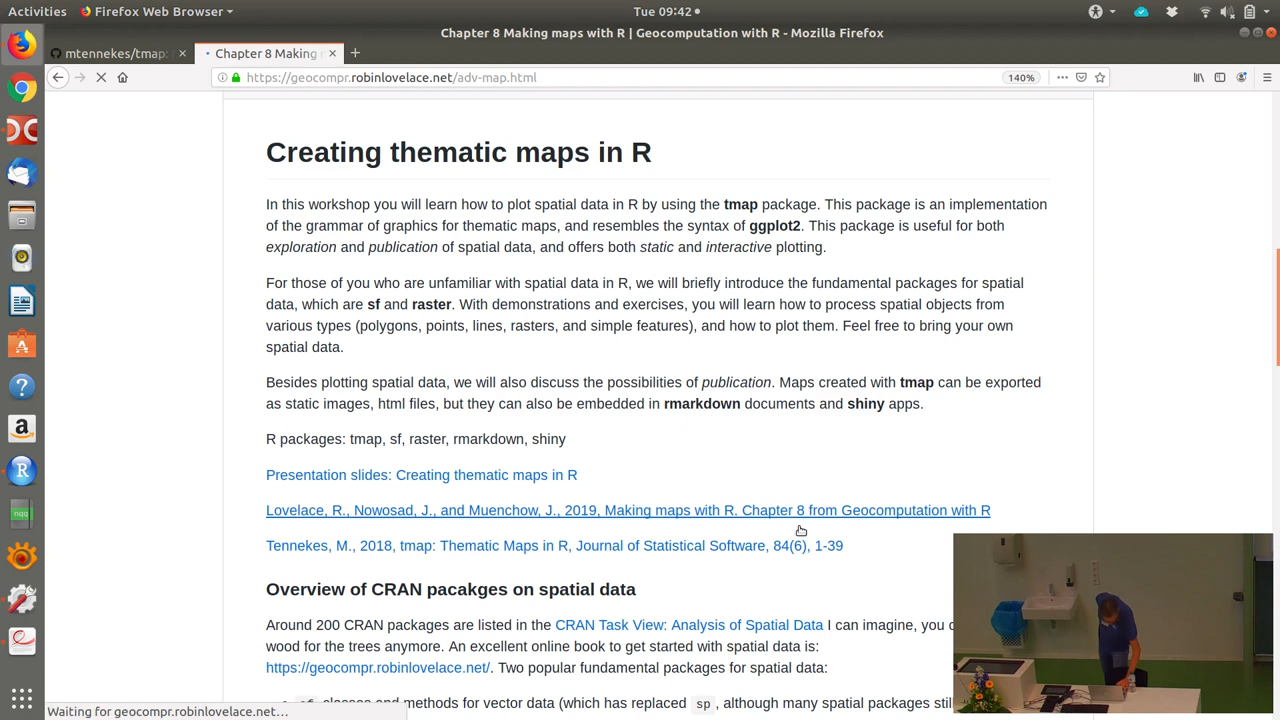 Activities Firefox Web Browser Tue 09:42
Chapter 8 Making maps with R | Geocomputation with R - Mozilla Firefox
mtennekes/tmap: Chapter 8 Making
https://geocompr.robinlovelace.net/adv-map.html 140%
Creating thematic maps in R
In this workshop you will learn how to plot spatial data in R by using the tmap package. This package is an implementation
of the grammar of graphics for thematic maps, and resembles the syntax of ggplot2. This package is useful for both
exploration and publication of spatial data, and offers both static and interactive plotting.
For those of you who are unfamiliar with spatial data in R, we will briefly introduce the fundamental packages for spatial
data, which are sf and raster. With demonstrations and exercises, you will learn how to process spatial objects from
various types (polygons, points, lines, rasters, and simple features), and how to plot them. Feel free to bring your own
spatial data.
Besides plotting spatial data, we will also discuss the possibilities of publication. Maps created with tmap can be exported
as static images, html files, but they can also be embedded in rmarkdown documents and shiny apps.
R packages: tmap, sf, raster, rmarkdown, shiny
Presentation slides: Creating thematic maps in R
Lovelace, R., Nowosad, J., and Muenchow, J., 2019, Making maps with R. Chapter 8 from Geocomputation with R
Tennekes, M., 2018, tmap: Thematic Maps in R, Journal of Statistical Software, 84(6), 1-39
Overview of CRAN pacakges on spatial data
Around 200 CRAN packages are listed in the CRAN Task View: Analysis of Spatial Data I can imagine, you
wood for the trees anymore. An excellent online book to get started with spatial data is:
https://geocompr.robinlovelace.net/. Two popular fundamental packages for spatial data:
sf classes and methods for vector data (which has replaced sp, although many spatial packages
Waiting for geocompr.robinlovelace.net…